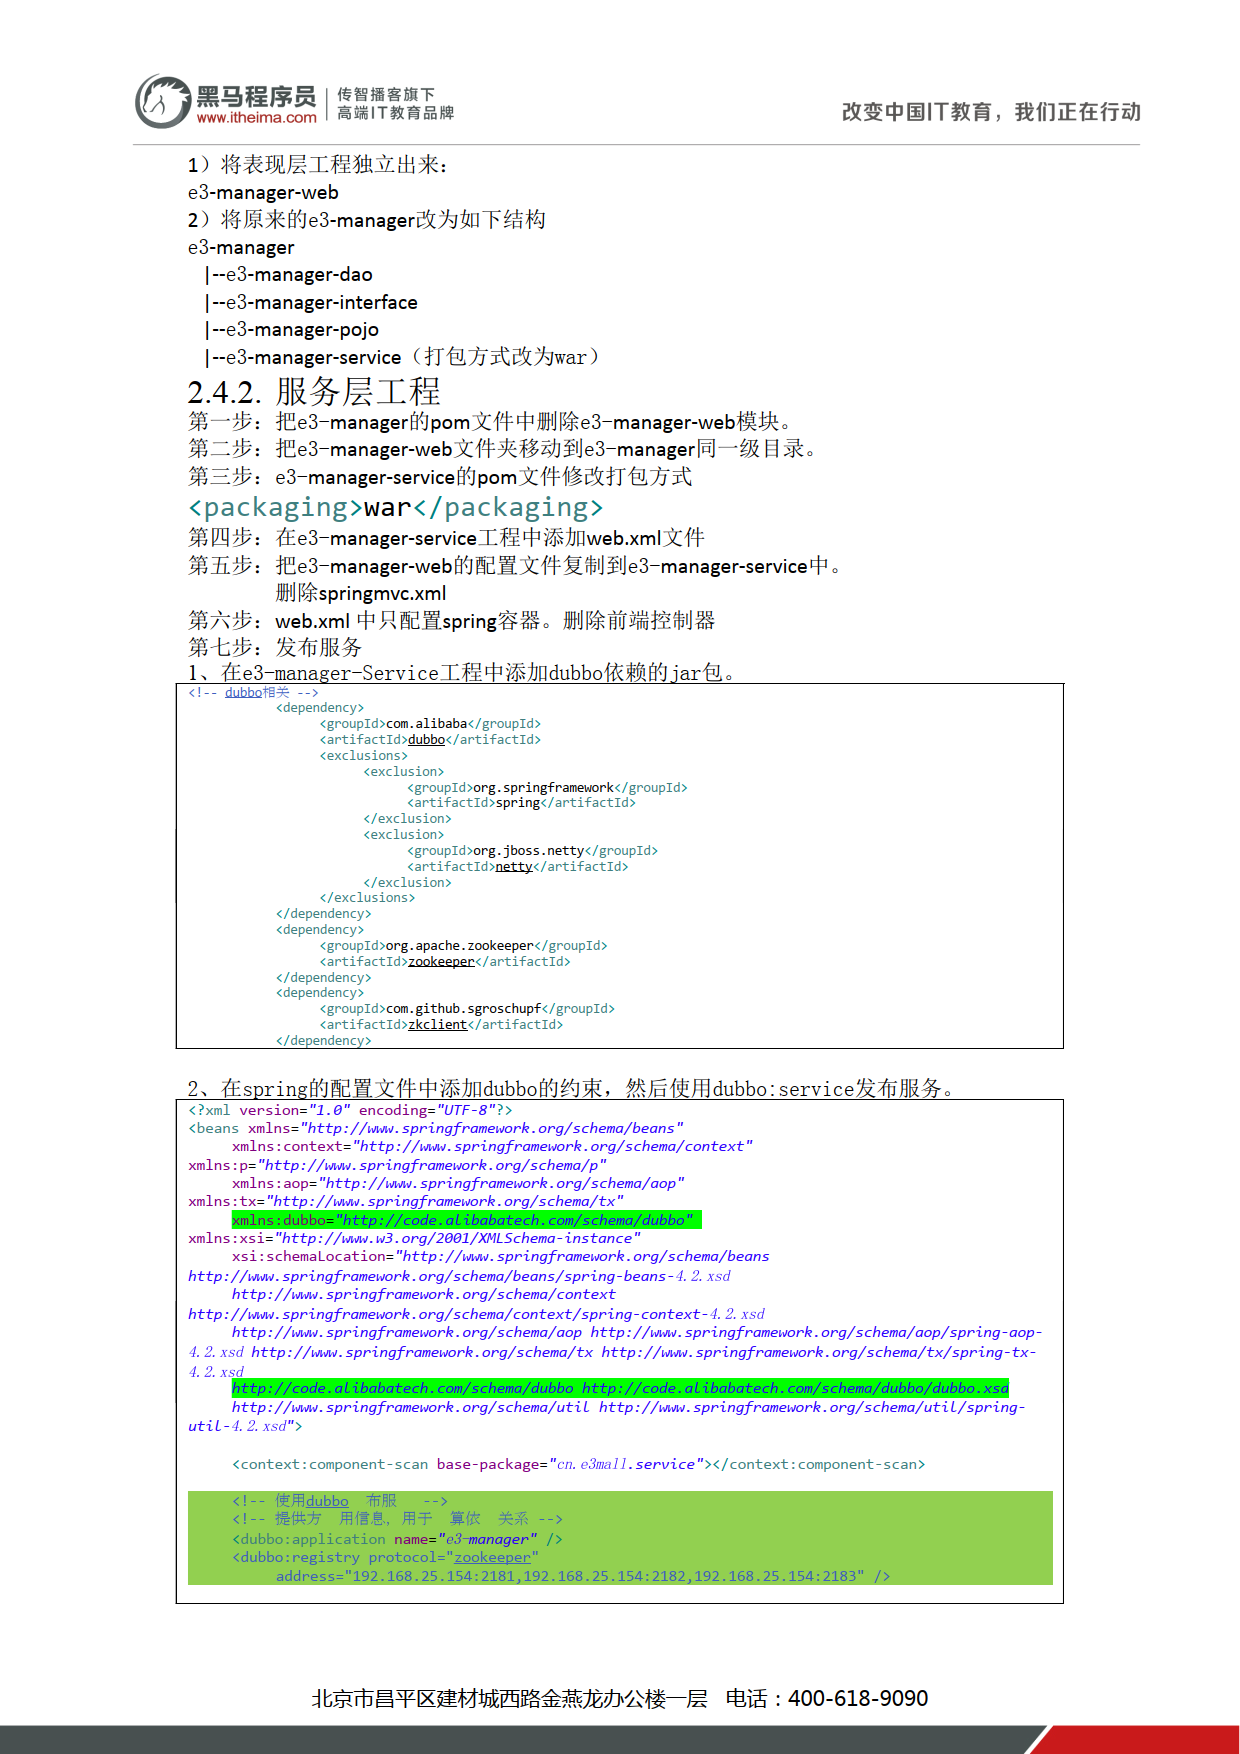 黑马程序员
www.itheima.com
传智播客旗下
高端IT教育品牌
改变中国IT教育，我们正在行动
1）将表现层工程独立出来：
e3-manager-web
2）将原来的e3-manager改为如下结构
e3-manager
|--e3-manager-dao
|--e3-manager-interface
|--e3-manager-pojo
|--e3-manager-service（打包方式改为war）
2.4.2. 服务层工程
第一步：把e3-manager的pom文件中删除e3-manager-web模块。
第二步：把e3-manager-web文件夹移动到e3-manager同一级目录。
第三步：e3-manager-service的pom文件修改打包方式
<packaging>war</packaging>
第四步：在e3-manager-service工程中添加web.xml文件
第五步：把e3-manager-web的配置文件复制到e3-manager-service中。
删除springmvc.xml
第六步：web.xml 中只配置spring容器。删除前端控制器
第七步：发布服务
1、在e3-manager-Service工程中添加dubbo依赖的jar包。
<!-- dubbo相关 -->
<dependency>
<groupId>com.alibaba</groupId>
<artifactId>dubbo</artifactId>
<exclusions>
<exclusion>
<groupId>org.springframework</groupId>
<artifactId>spring</artifactId>
</exclusion>
<exclusion>
<groupId>org.jboss.netty</groupId>
<artifactId>netty</artifactId>
</exclusion>
</exclusions>
</dependency>
<dependency>
<groupId>org.apache.zookeeper</groupId>
<artifactId>zookeeper</artifactId>
</dependency>
<dependency>
<groupId>com.github.sgroschupf</groupId>
<artifactId>zkclient</artifactId>
</dependency>
2、在spring的配置文件中添加dubbo的约束，然后使用dubbo:service发布服务。
<?xml version="1.0" encoding="UTF-8"?>
<beans xmlns="http://www.springframework.org/schema/beans"
xmlns:context="http://www.springframework.org/schema/context"
xmlns:p="http://www.springframework.org/schema/p"
xmlns:aop="http://www.springframework.org/schema/aop"
xmlns:tx="http://www.springframework.org/schema/tx"
xmlns:dubbo="http://code.alibabatech.com/schema/dubbo"
xmlns:xsi="http://www.w3.org/2001/XMLSchema-instance"
xsi:schemaLocation="http://www.springframework.org/schema/beans
http://www.springframework.org/schema/beans/spring-beans-4.2.xsd
http://www.springframework.org/schema/context
http://www.springframework.org/schema/context/spring-context-4.2.xsd
http://www.springframework.org/schema/aop http://www.springframework.org/schema/aop/spring-aop-
4.2.xsd http://www.springframework.org/schema/tx http://www.springframework.org/schema/tx/spring-tx-
4.2.xsd
http://code.alibabatech.com/schema/dubbo http://code.alibabatech.com/schema/dubbo/dubbo.xsd
http://www.springframework.org/schema/util http://www.springframework.org/schema/util/spring-
util-4.2.xsd">
<context:component-scan base-package="cn.e3mall.service"></context:component-scan>
<!-- 使用dubbo 布服 -->
<!-- 提供方 用信息，用于 算依 关系 -->
<dubbo:application name="e3-manager" />
<dubbo:registry protocol="zookeeper"
address="192.168.25.154:2181,192.168.25.154:2182,192.168.25.154:2183" />
北京市昌平区建材城西路金燕龙办公楼一层 电话：400-618-9090